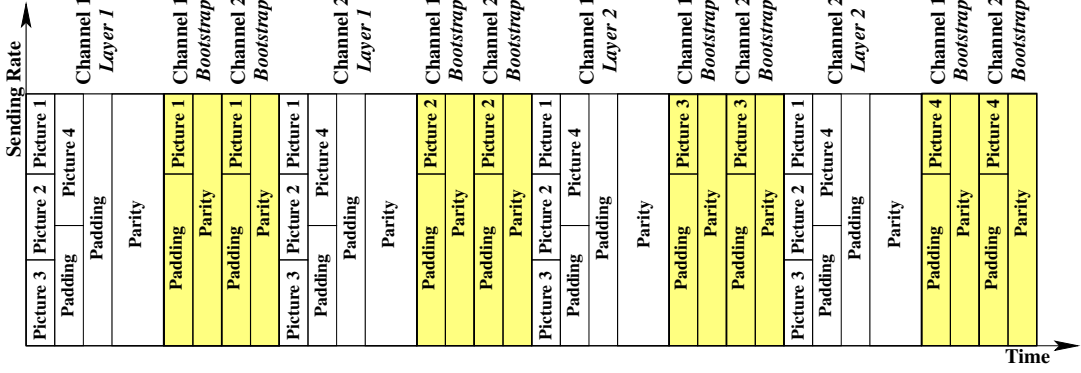 Sending Rate
Channel 1
Layer 1
Channel 1
Bootstrap
Channel 2
Bootstrap
Channel 2
Layer 1
Channel 1
Bootstrap
Channel 2
Bootstrap
Channel 1
Layer 2
Channel 1
Bootstrap
Channel 2
Bootstrap
Channel 2
Layer 2
Channel 1
Bootstrap
Channel 2
Bootstrap
Picture 3 Picture 2 Picture 1
Padding Picture 4
Padding
Parity
Padding Picture 1
Parity
Padding Picture 1
Parity
Picture 3 Picture 2 Picture 1
Padding Picture 4
Padding
Parity
Padding Picture 2
Parity
Padding Picture 2
Parity
Picture 3 Picture 2 Picture 1
Padding Picture 4
Padding
Parity
Padding Picture 3
Parity
Padding Picture 3
Parity
Picture 3 Picture 2 Picture 1
Padding Picture 4
Padding
Parity
Padding Picture 4
Parity
Padding Picture 4
Parity
Time